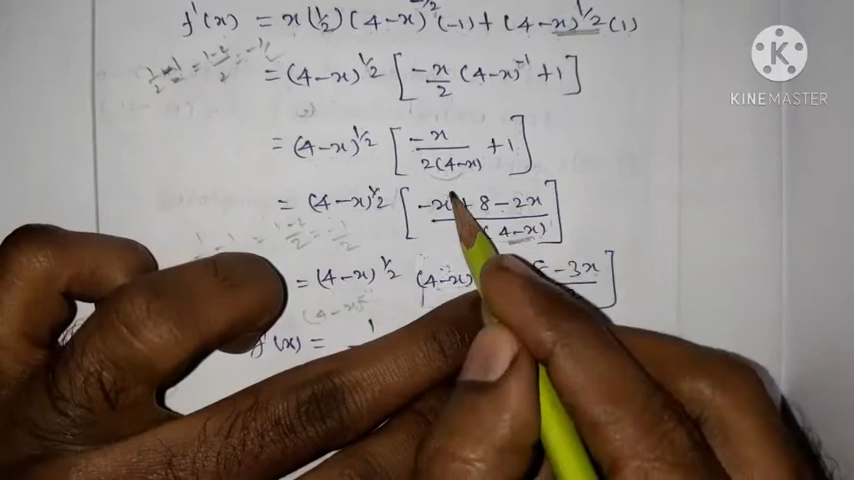 f'(x) = x(1/2)(4-x)^-1/2 (-1) + (4-x)^1/2 (1)
= (4-x)^1/2 [-x/2 (4-x)^-1 + 1]
= (4-x)^1/2 [-x/2(4-x) + 1]
= (4-x)^1/2 [-x + 8 - 2x / (4-x)]
= (4-x)^1/2 (4-x) - 3x
f'(x) = 1
KINEMASTER